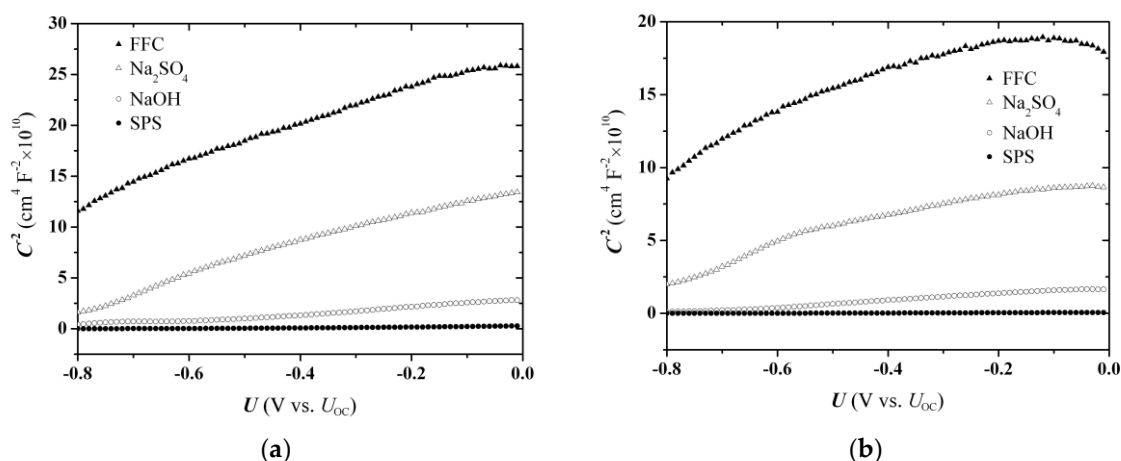 30
25
20
15
10
5
0
C⁻² (cm⁴ F⁻²×10¹⁰)
FFC
Na₂SO₄
NaOH
SPS
-0.8 -0.6 -0.4 -0.2 0.0
U (V vs. U_OC)
(a)
20
15
10
5
0
C⁻² (cm⁴ F⁻²×10¹⁰)
FFC
Na₂SO₄
NaOH
SPS
-0.8 -0.6 -0.4 -0.2 0.0
U (V vs. U_OC)
(b)